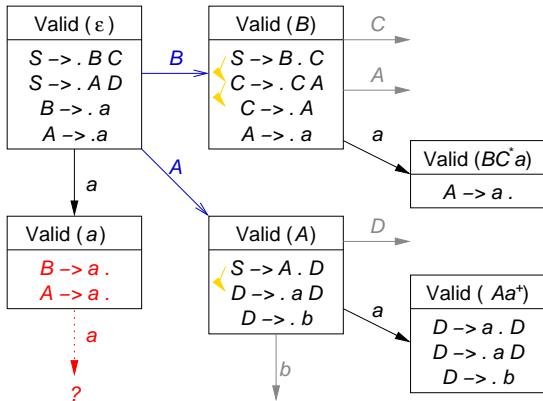 Valid (ε)
S −> . B C
S −> . A D
B −> . a
A −> .a
B
Valid (B)
S −> B . C
C −> . C A
C −> . A
A −> . a
C
A
a
Valid (BC*a)
A −> a .
A
a
Valid (a)
B −> a .
A −> a .
a
?
Valid (A)
S −> A . D
D −> . a D
D −> . b
D
a
b
Valid ( Aa⁺)
D −> a . D
D −> . a D
D −> . b